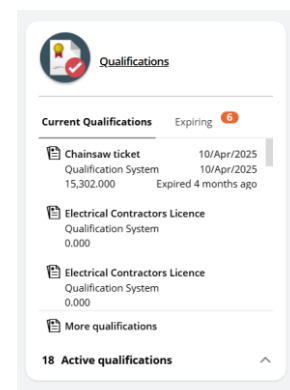 Qualifications
Current Qualifications Expiring 6
Chainsaw ticket 10/Apr/2025
Qualification System 10/Apr/2025
15,302.000 Expired 4 months ago
Electrical Contractors Licence
Qualification System
0.000
Electrical Contractors Licence
Qualification System
0.000
More qualifications
18 Active qualifications